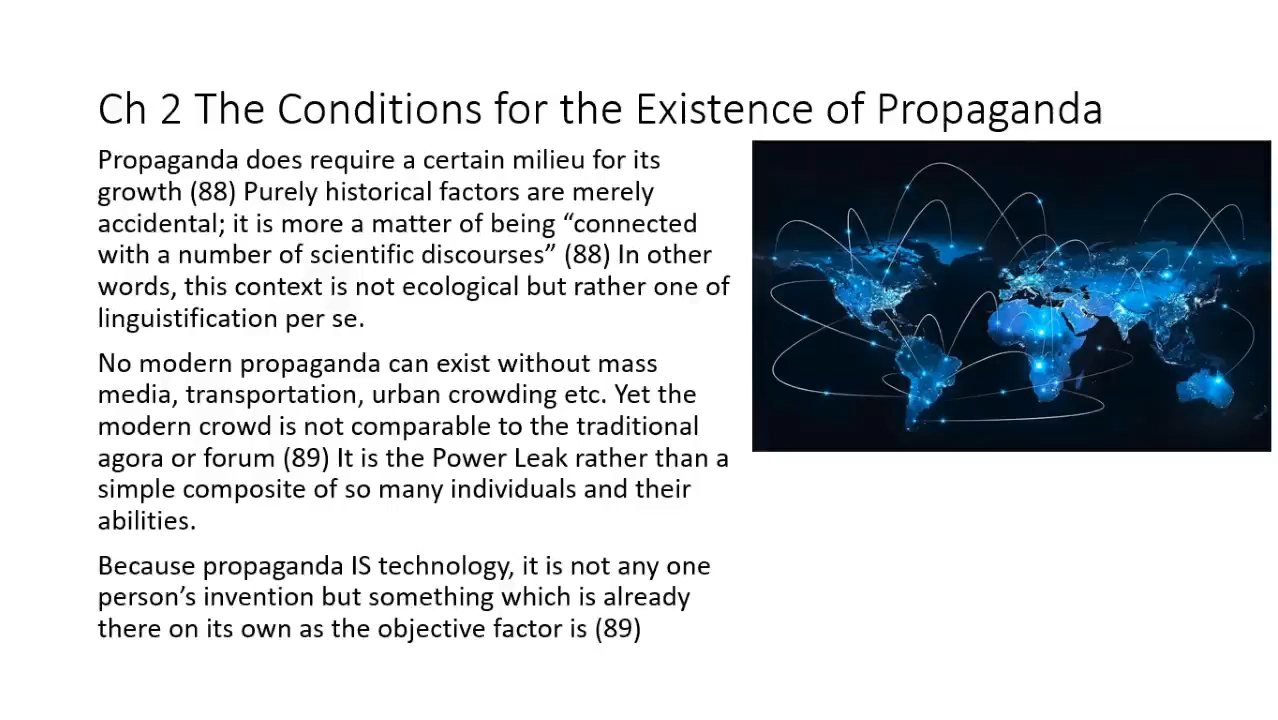 Ch 2 The Conditions for the Existence of Propaganda
Propaganda does require a certain milieu for its
growth (88) Purely historical factors are merely
accidental; it is more a matter of being “connected
with a number of scientific discourses” (88) In other
words, this context is not ecological but rather one of
linguistification per se.
No modern propaganda can exist without mass
media, transportation, urban crowding etc. Yet the
modern crowd is not comparable to the traditional
agora or forum (89) It is the Power Leak rather than a
simple composite of so many individuals and their
abilities.
Because propaganda IS technology, it is not any one
person’s invention but something which is already
there on its own as the objective factor is (89)